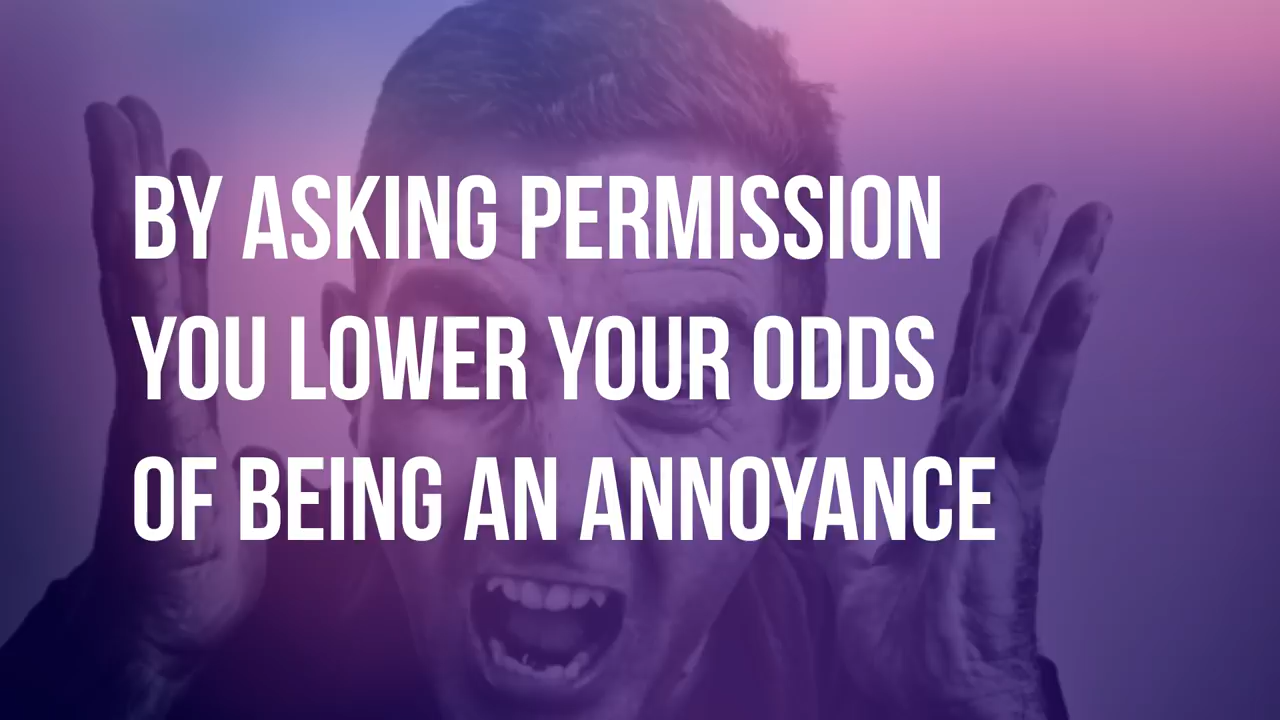 BY ASKING PERMISSION
YOU LOWER YOUR ODDS
OF BEING AN ANNOYANCE